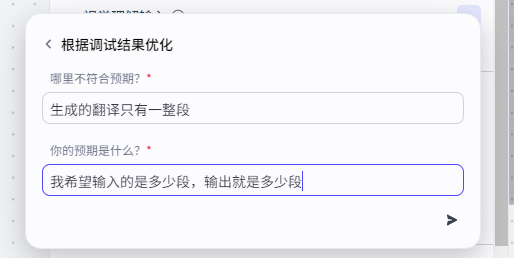 根据调试结果优化
哪里不符合预期？*
生成的翻译只有一整段
你的预期是什么？*
我希望输入的是多少段，输出就是多少段